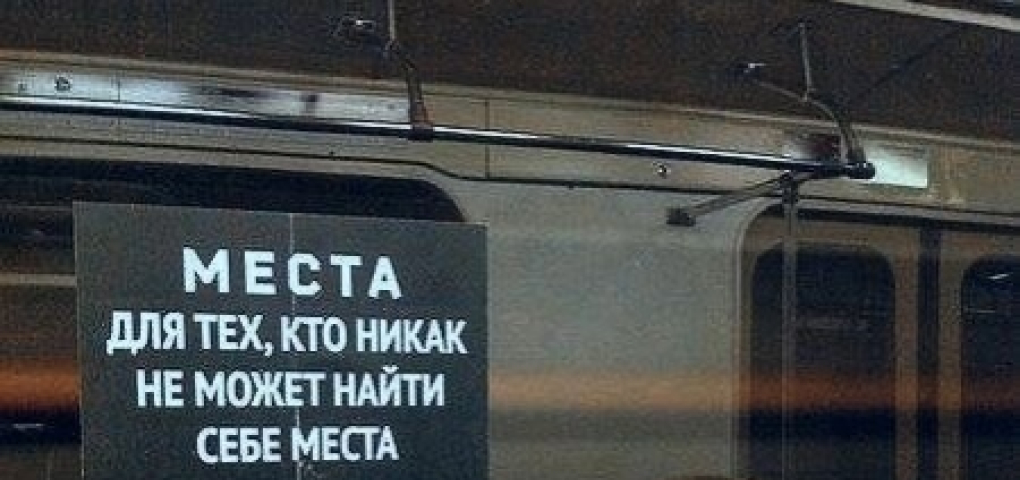 МЕСТА
ДЛЯ ТЕХ, КТО НИКАК
НЕ МОЖЕТ НАЙТИ
СЕБЕ МЕСТА